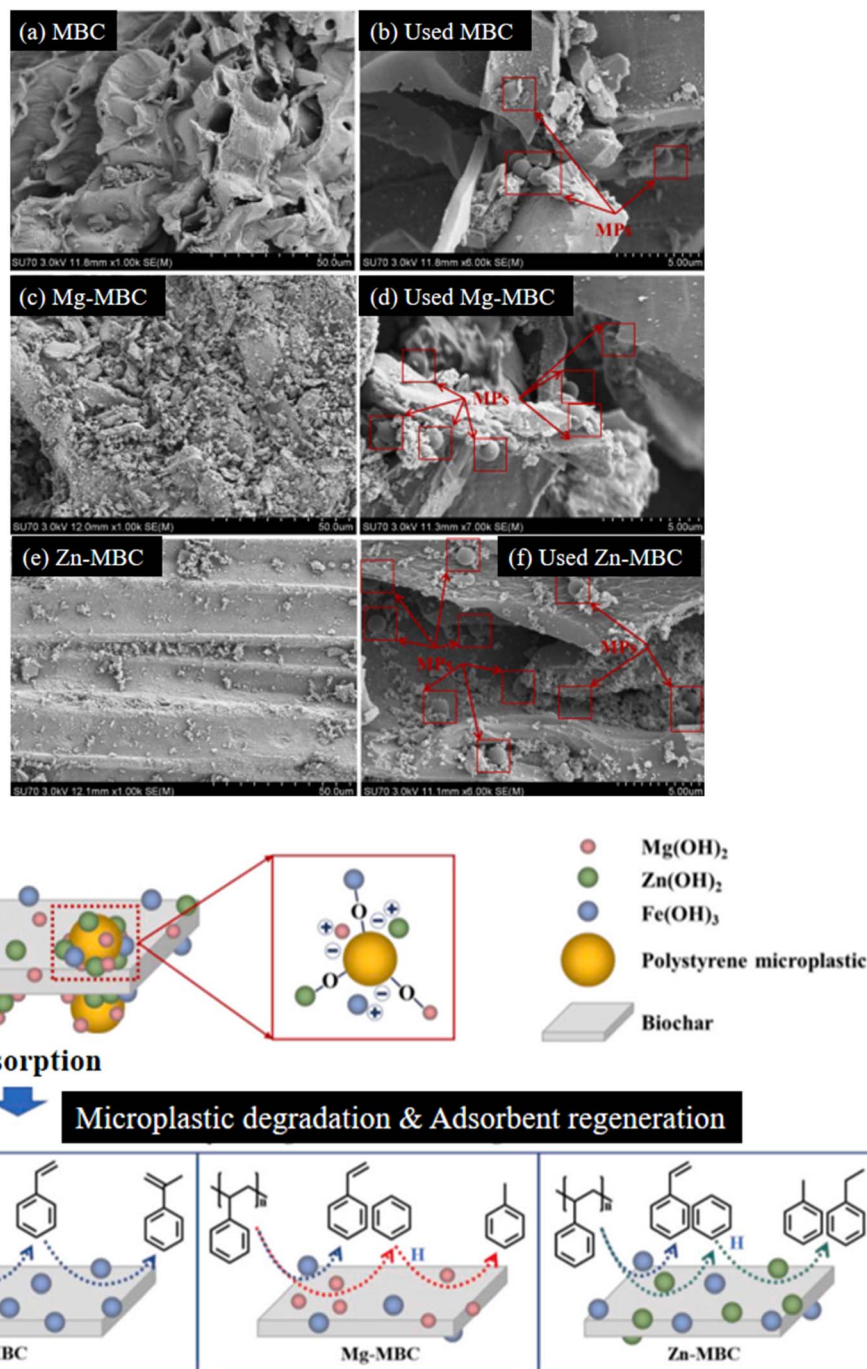 (a) MBC
(b) Used MBC
MPs
SU70 3.0kV 11.8mm x1.00k SE(M)
50.0um
SU70 3.0kV 11.8mm x6.00k SE(M)
5.00um
(c) Mg-MBC
(d) Used Mg-MBC
MPs
SU70 3.0kV 12.0mm x1.00k SE(M)
50.0um
SU70 3.0kV 11.3mm x7.00k SE(M)
5.00um
(e) Zn-MBC
(f) Used Zn-MBC
MPs
MPs
SU70 3.0kV 12.1mm x1.00k SE(M)
50.0um
SU70 3.0kV 11.1mm x6.00k SE(M)
5.00um
Mg(OH)₂
Zn(OH)₂
Fe(OH)₃
Polystyrene microplastic
Biochar
O
O
O
sorption
Microplastic degradation & Adsorbent regeneration
n
H
n
H
MBC
Mg-MBC
Zn-MBC